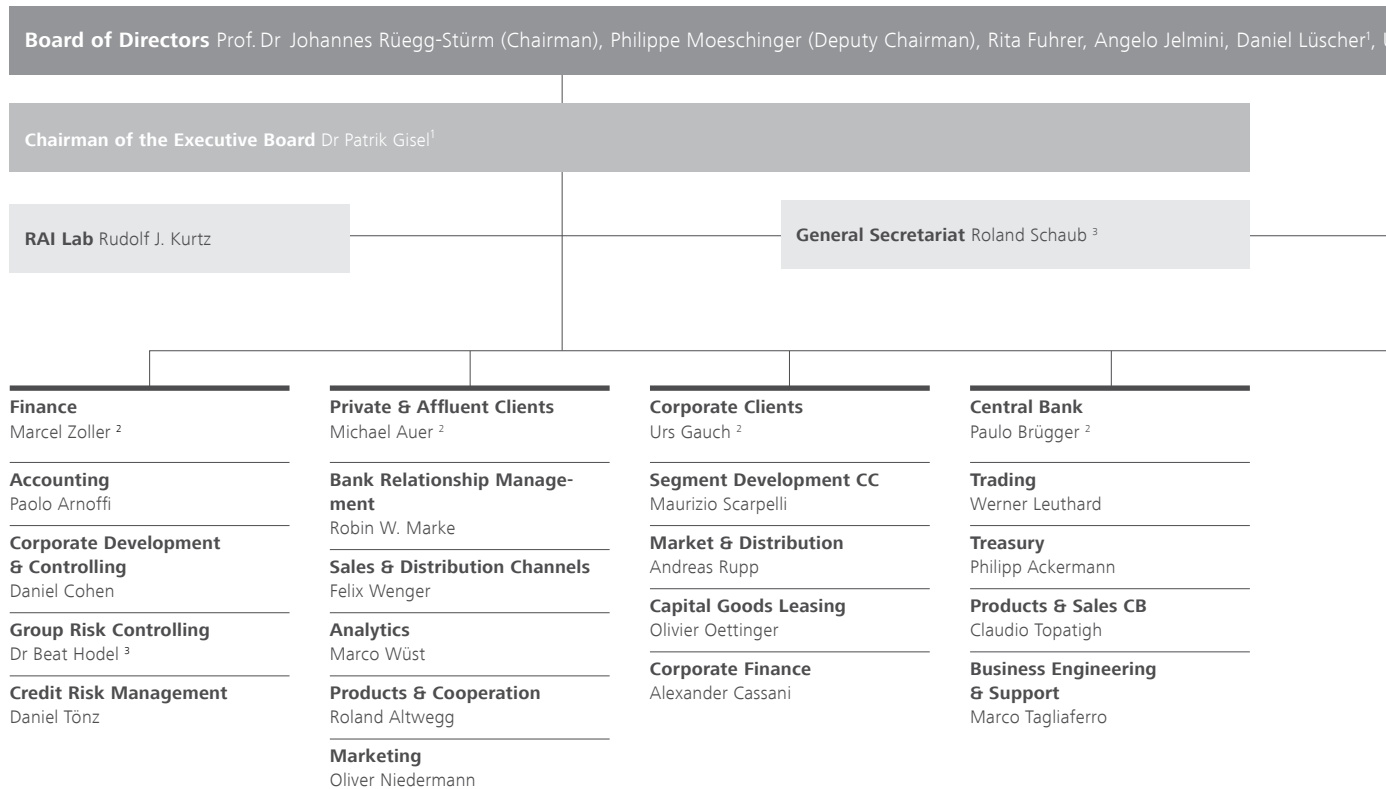 Board of Directors Prof. Dr Johannes Rüegg-Stürm (Chairman), Philippe Moeschinger (Deputy Chairman), Rita Fuhrer, Angelo Jelmini, Daniel Lüscher¹,
Chairman of the Executive Board Dr Patrik Gisel¹
RAI Lab Rudolf J. Kurtz
General Secretariat Roland Schaub ³
Finance
Marcel Zoller ²
Accounting
Paolo Arnoffi
Corporate Development
& Controlling
Daniel Cohen
Group Risk Controlling
Dr Beat Hodel ³
Credit Risk Management
Daniel Tönz
Private & Affluent Clients
Michael Auer ²
Bank Relationship Manage-
ment
Robin W. Marke
Sales & Distribution Channels
Felix Wenger
Analytics
Marco Wüst
Products & Cooperation
Roland Altwegg
Marketing
Oliver Niedermann
Corporate Clients
Urs Gauch ²
Segment Development CC
Maurizio Scarpelli
Market & Distribution
Andreas Rupp
Capital Goods Leasing
Olivier Oettinger
Corporate Finance
Alexander Cassani
Central Bank
Paulo Brügger ²
Trading
Werner Leuthard
Treasury
Philipp Ackermann
Products & Sales CB
Claudio Topatigh
Business Engineering
& Support
Marco Tagliaferro